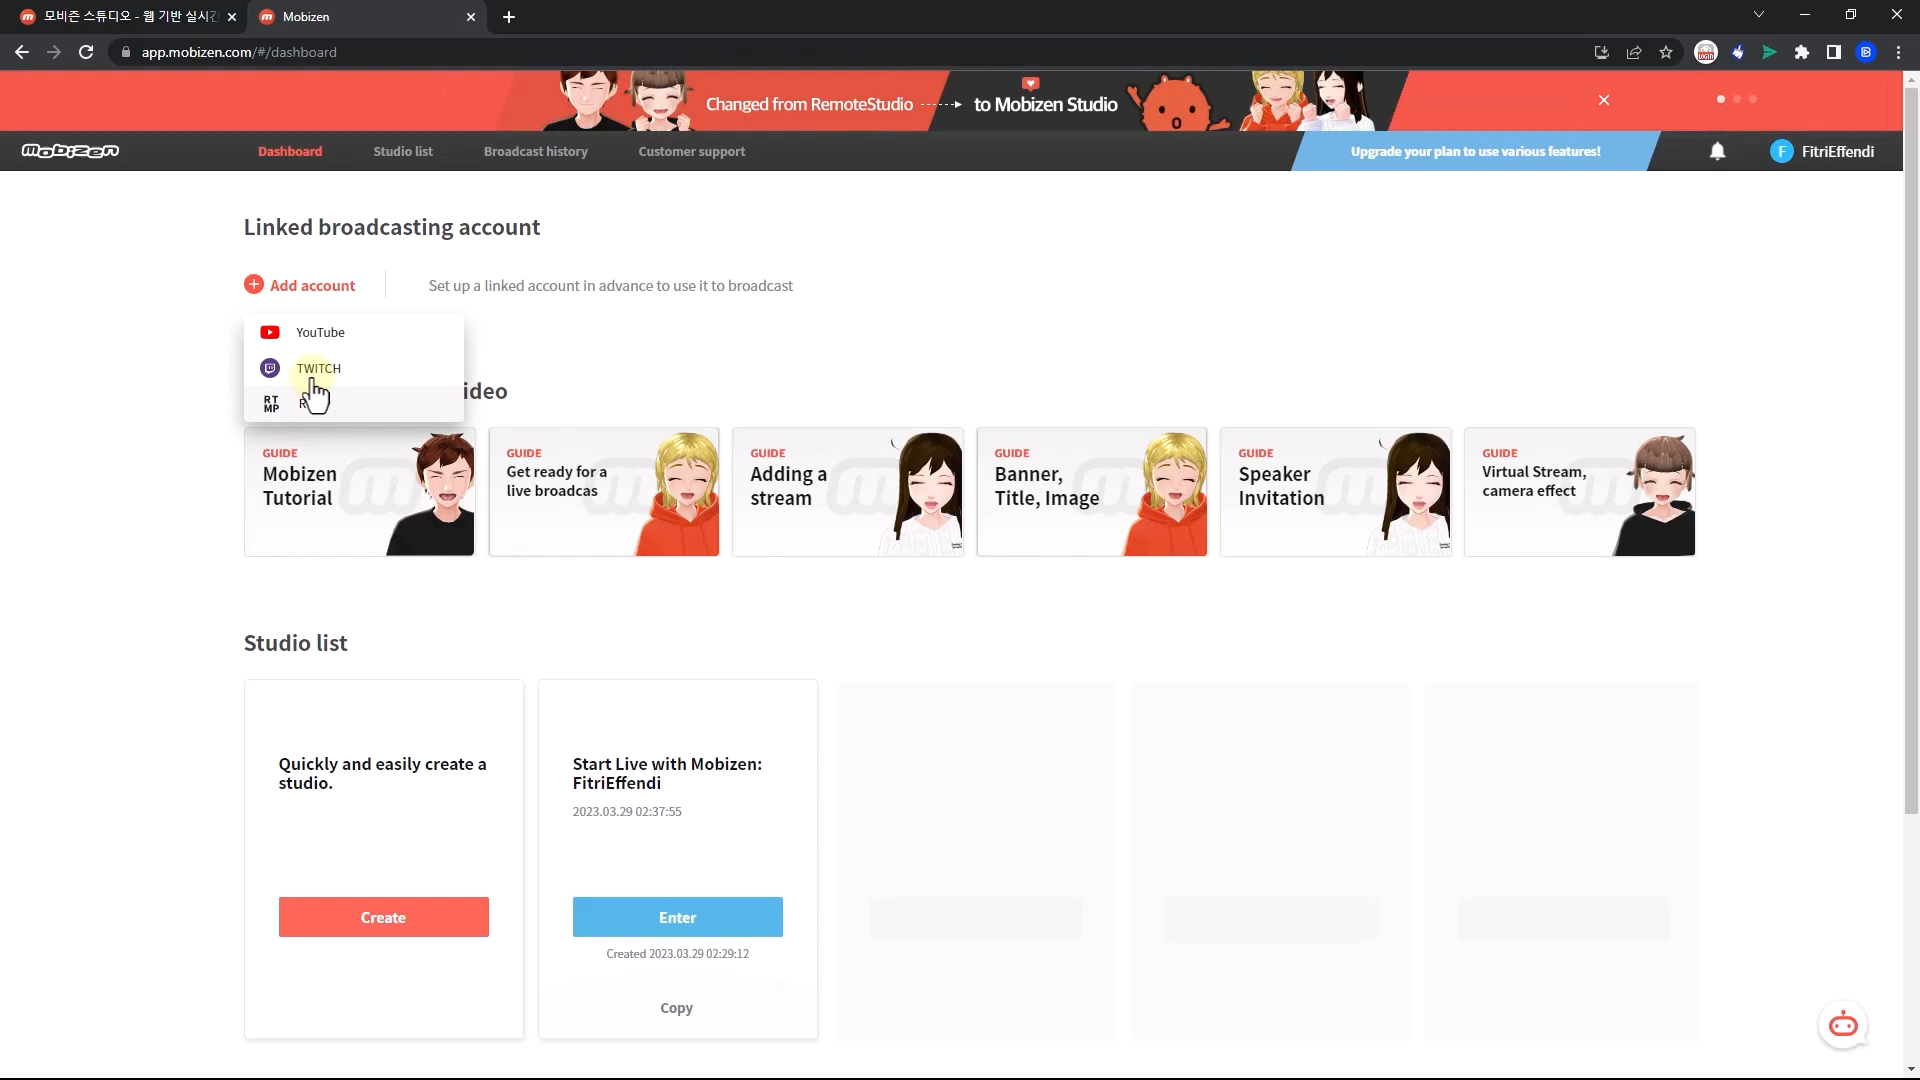 모비즌 스튜디오 - 웹 기반 실시간
Mobizen
app.mobizen.com/#/dashboard
Changed from RemoteStudio
to Mobizen Studio
mobizen
Dashboard
Studio list
Broadcast history
Customer support
Upgrade your plan to use various features!
F
FitriEffendi
Linked broadcasting account
Add account
Set up a linked account in advance to use it to broadcast
YouTube
TWITCH
RT
MP
ideo
GUIDE
Mobizen
Tutorial
GUIDE
Get ready for a
live broadcas
GUIDE
Adding a
stream
GUIDE
Banner,
Title, Image
GUIDE
Speaker
Invitation
GUIDE
Virtual Stream,
camera effect
Studio list
Quickly and easily create a
studio.
Create
Start Live with Mobizen:
FitriEffendi
2023.03.29 02:37:55
Enter
Created 2023.03.29 02:29:12
Copy